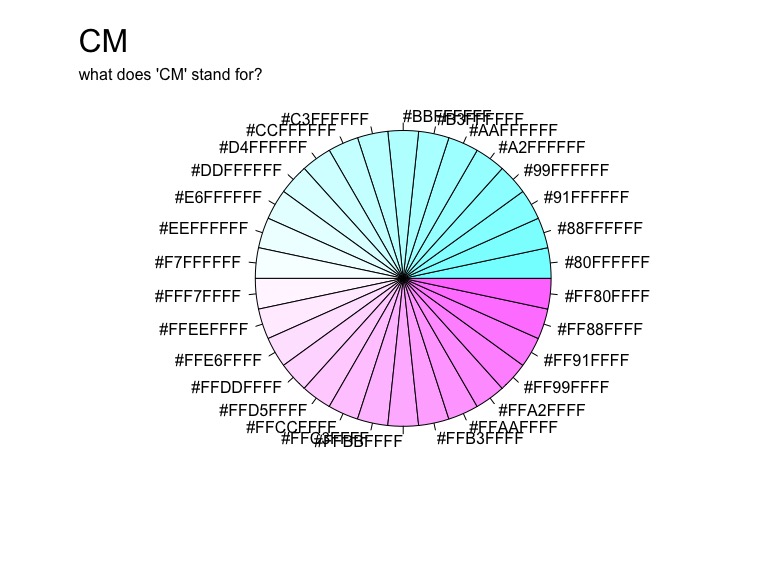 CM
what does 'CM' stand for?
#BBFFFFFF
#C3FFFFFF
#B3FFFFFF
#CCFFFFFF
#AAFFFFFF
#D4FFFFFF
#A2FFFFFF
#DDFFFFFF
#99FFFFFF
#E6FFFFFF
#91FFFFFF
#EEFFFFFF
#88FFFFFF
#F7FFFFFF
#80FFFFFF
#FFF7FFFF
#FF80FFFF
#FFEEFFFF
#FF88FFFF
#FFE6FFFF
#FF91FFFF
#FFDDFFFF
#FF99FFFF
#FFD5FFFF
#FFA2FFFF
#FFCCFFFF
#FFAAFFFF
#FFC3FFFF
#FFB3FFFF
#FFBBFFFF